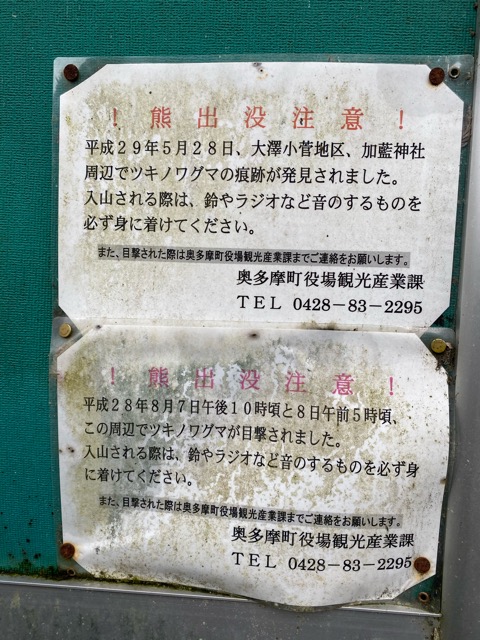 ！熊出没注意！
平成２９年５月２８日、大澤小菅地区、加藍神社
周辺でツキノワグマの痕跡が発見されました。
入山される際は、鈴やラジオなど音のするものを
必ず身に着けてください。
また、目撃された際は奥多摩町役場観光産業課までご連絡をお願いします。
奥多摩町役場観光産業課
ＴＥＬ 0428－83－2295
！熊出没注意！
平成２８年８月７日午後１０時頃と８日午前５時頃、
この周辺でツキノワグマが目撃されました。
入山される際は、鈴やラジオなど音のするものを必ず身
に着けてください。
また、目撃された際は奥多摩町役場観光産業課までご連絡をお願いします。
奥多摩町役場観光産業課
ＴＥＬ 0428－83－2295